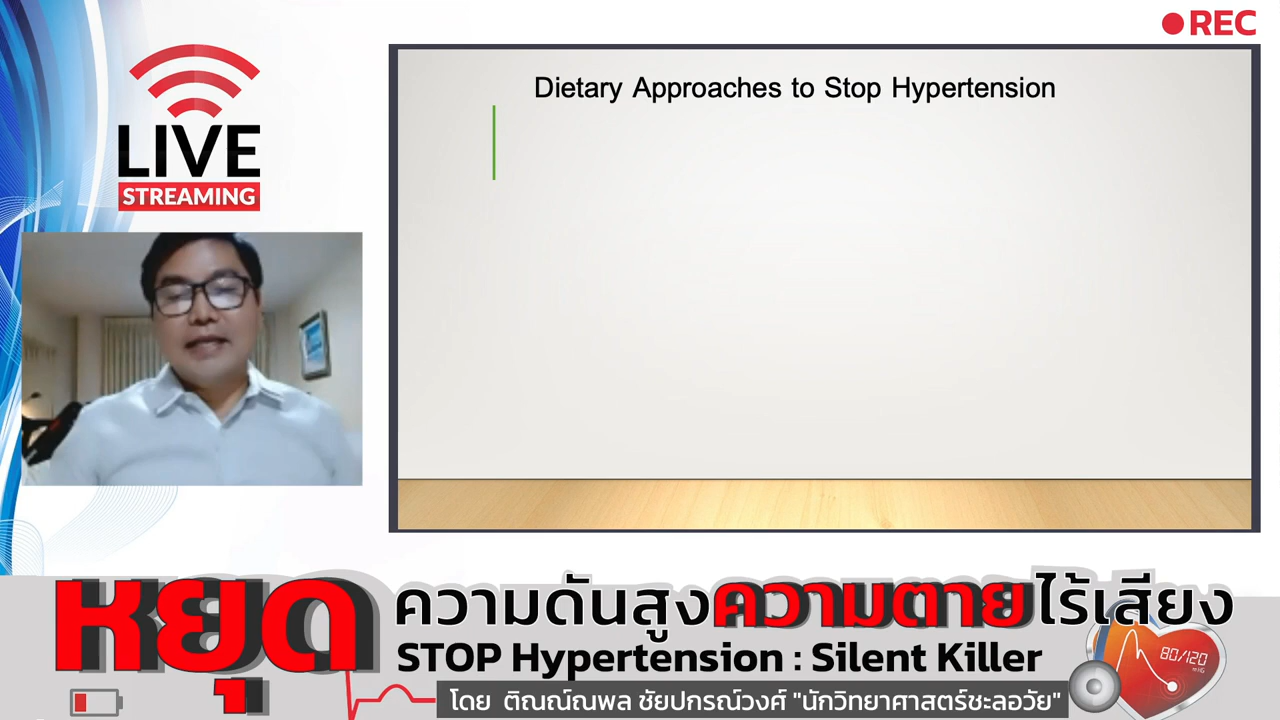 REC
LIVE
STREAMING
Dietary Approaches to Stop Hypertension
หยุด ความดันสูงความตายไร้เสียง
STOP Hypertension : Silent Killer
80/120
โดย ติณณ์ณพล ชัยปกรณ์วงศ์ "นักวิทยาศาสตร์ชะลอวัย"